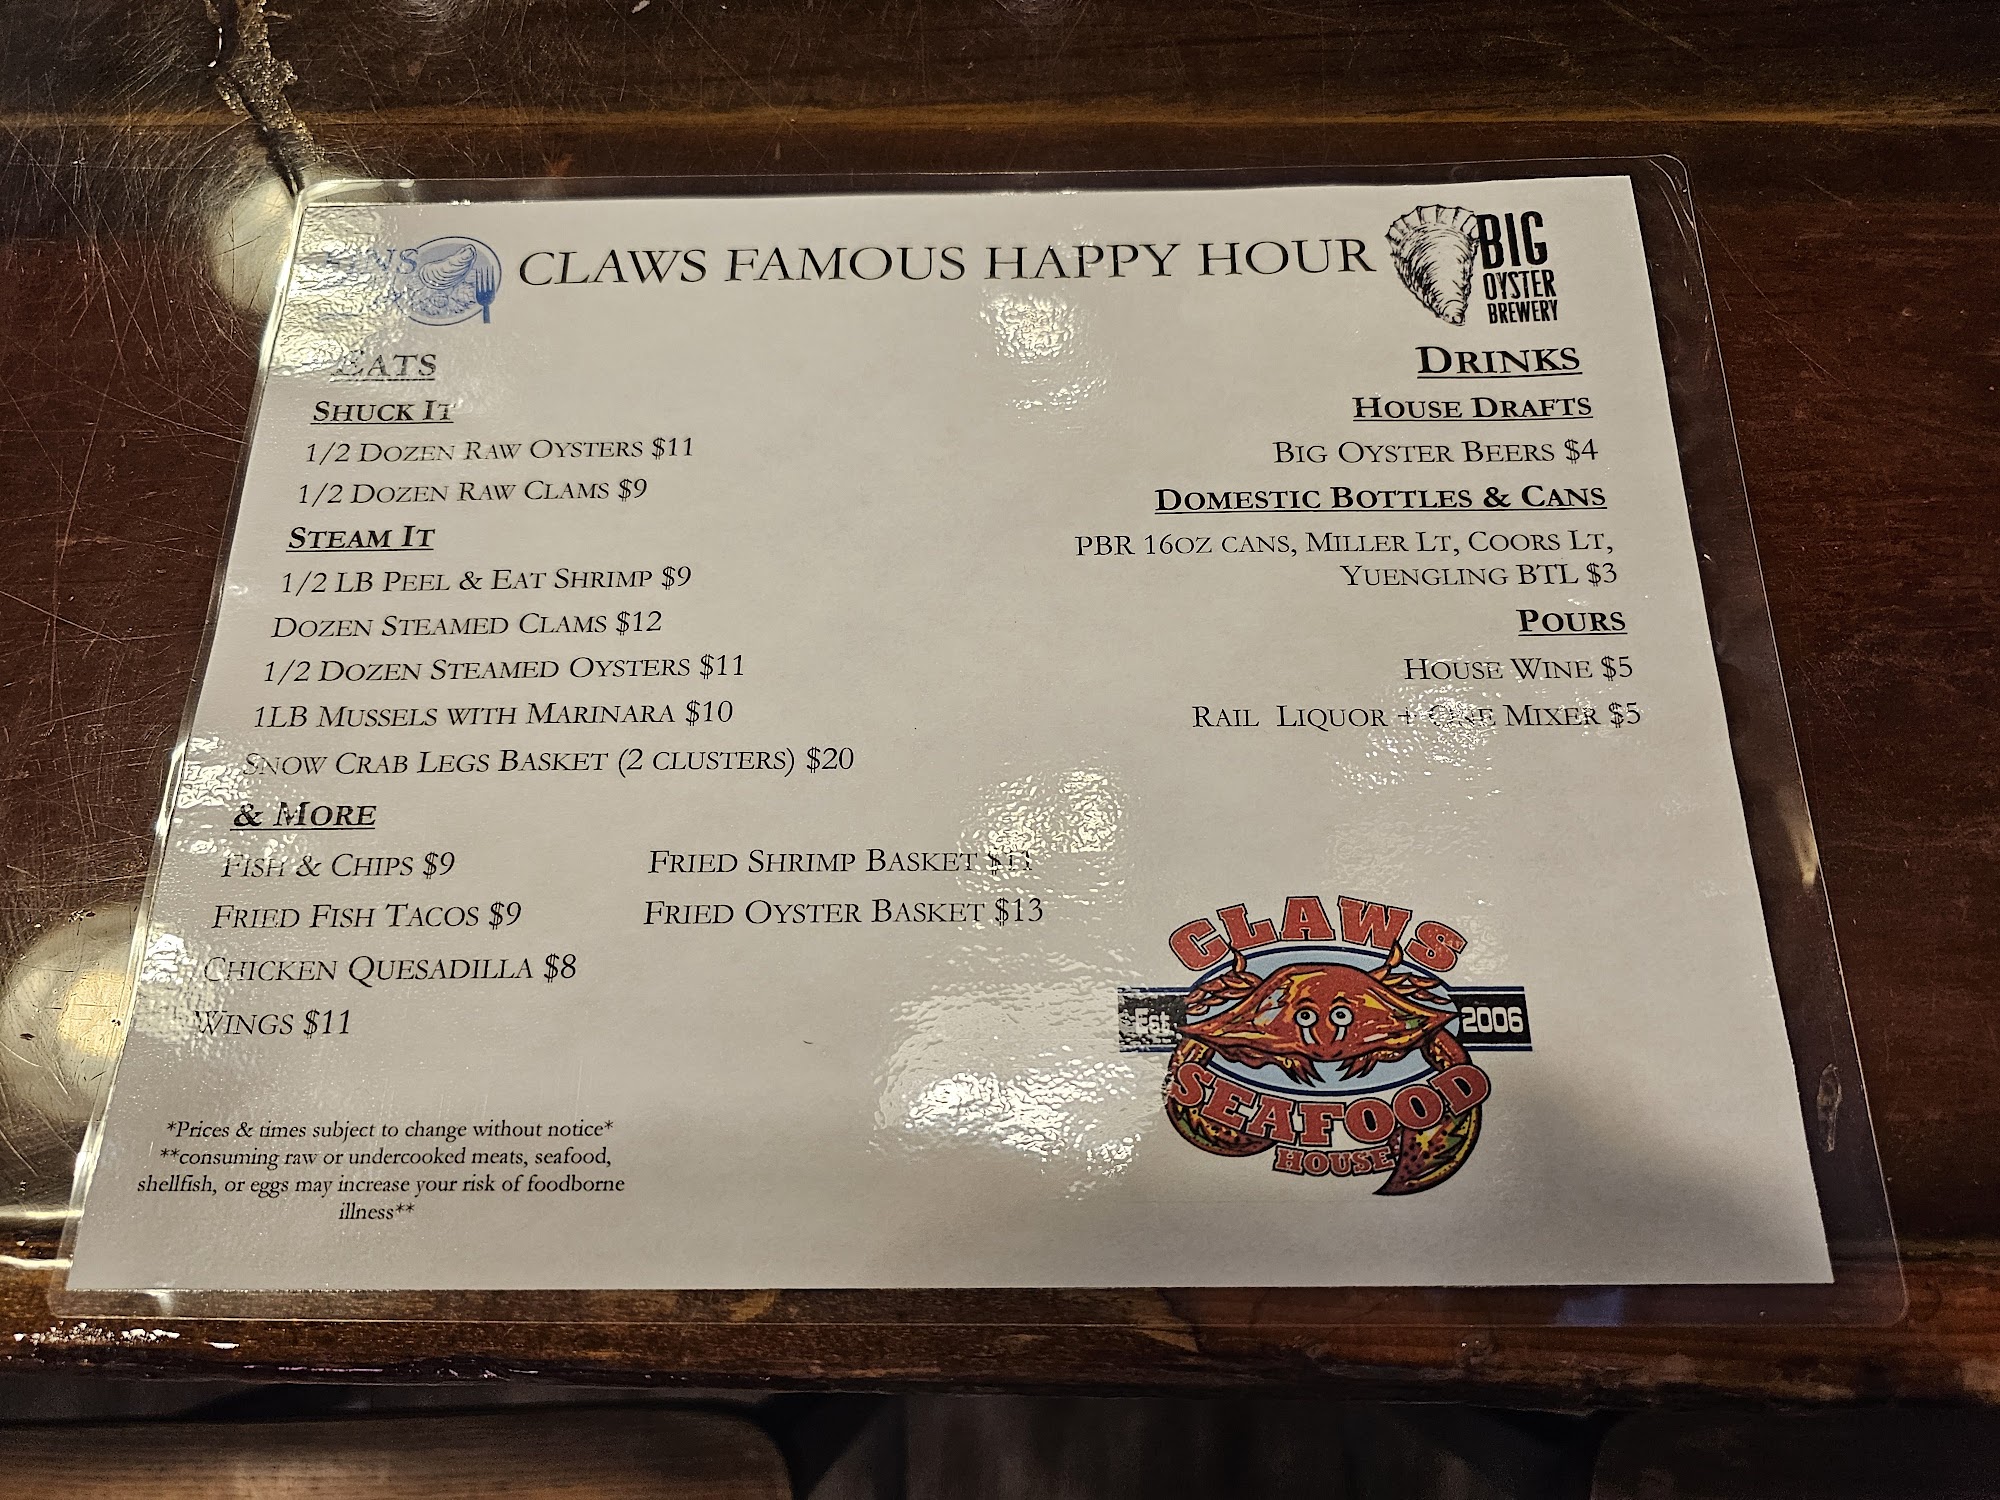 FINS
CLAWS FAMOUS HAPPY HOUR
BIG
OYSTER
BREWERY
EATS
SHUCK IT
1/2 DOZEN RAW OYSTERS $11
1/2 DOZEN RAW CLAMS $9
STEAM IT
1/2 LB PEEL & EAT SHRIMP $9
DOZEN STEAMED CLAMS $12
1/2 DOZEN STEAMED OYSTERS $11
1LB MUSSELS WITH MARINARA $10
SNOW CRAB LEGS BASKET (2 CLUSTERS) $20
& MORE
FISH & CHIPS $9
FRIED FISH TACOS $9
CHICKEN QUESADILLA $8
WINGS $11
FRIED SHRIMP BASKET $11
FRIED OYSTER BASKET $13
DRINKS
HOUSE DRAFTS
BIG OYSTER BEERS $4
DOMESTIC BOTTLES & CANS
PBR 16OZ CANS, MILLER LT, COORS LT,
YUENGLING BTL $3
POURS
HOUSE WINE $5
RAIL LIQUOR + ONE MIXER $5
CLAWS
Est. 2006
SEAFOOD
HOUSE
*Prices & times subject to change without notice*
**consuming raw or undercooked meats, seafood,
shellfish, or eggs may increase your risk of foodborne
illness**